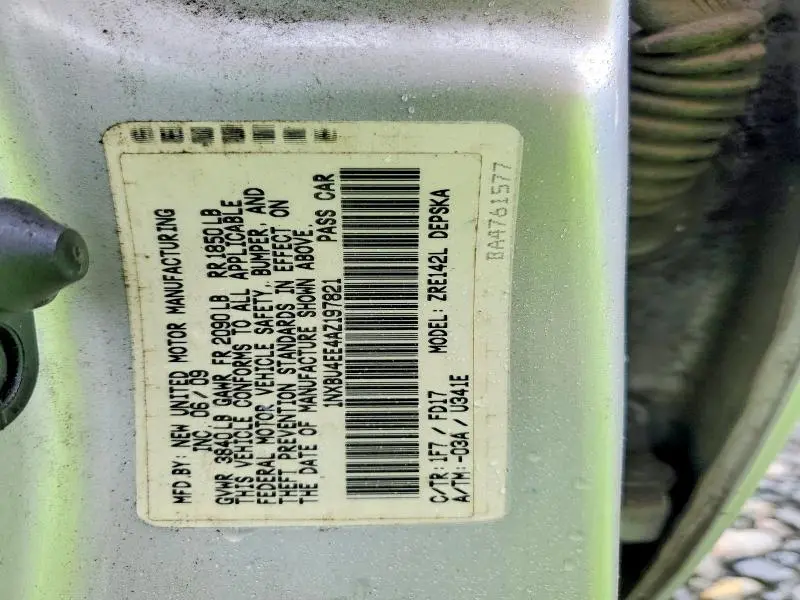 MFD BY: NEW UNITED MOTOR MANUFACTURING
INC. 06/09
GVWR 3840LB GAWR FR 2090LB RR1850LB
THIS VEHICLE CONFORMS TO ALL APPLICABLE
FEDERAL MOTOR VEHICLE SAFETY, BUMPER, AND
THEFT PREVENTION STANDARDS IN EFFECT ON
THE DATE OF MANUFACTURE SHOWN ABOVE.
1NXBU4EE4AZ197821 PASS CAR
C/TR: 1F7 / FD17 MODEL: ZRE142L DEPSKA
A/TM: -03A / U341E
BA4761577